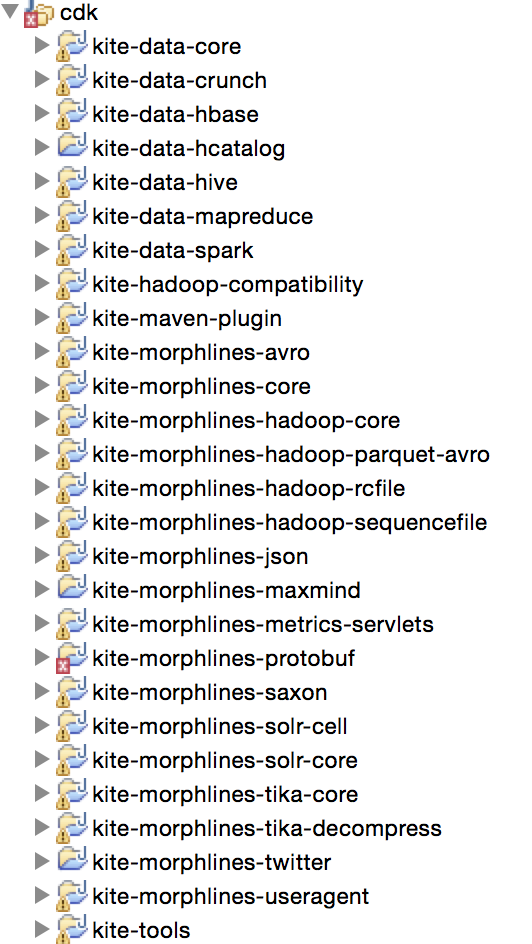 cdk
kite-data-core
kite-data-crunch
kite-data-hbase
kite-data-hcatalog
kite-data-hive
kite-data-mapreduce
kite-data-spark
kite-hadoop-compatibility
kite-maven-plugin
kite-morphlines-avro
kite-morphlines-core
kite-morphlines-hadoop-core
kite-morphlines-hadoop-parquet-avro
kite-morphlines-hadoop-rcfile
kite-morphlines-hadoop-sequencefile
kite-morphlines-json
kite-morphlines-maxmind
kite-morphlines-metrics-servlets
kite-morphlines-protobuf
kite-morphlines-saxon
kite-morphlines-solr-cell
kite-morphlines-solr-core
kite-morphlines-tika-core
kite-morphlines-tika-decompress
kite-morphlines-twitter
kite-morphlines-useragent
kite-tools